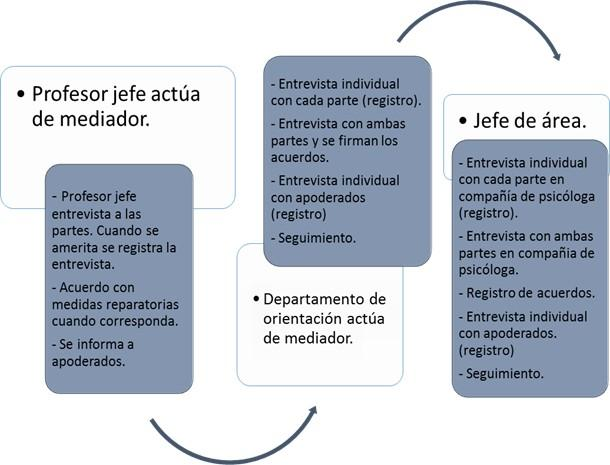 • Profesor jefe actúa
de mediador.
- Profesor jefe
entrevista a las
partes. Cuando se
amerita se registra la
entrevista.
- Acuerdo con
medidas reparatorias
cuando corresponda.
- Se informa a
apoderados.
- Entrevista individual
con cada parte (registro).
- Entrevista con ambas
partes y se firman los
acuerdos.
- Entrevista individual
con apoderados
(registro)
- Seguimiento.
• Departamento de
orientación actúa
de mediador.
• Jefe de área.
- Entrevista individual
con cada parte en
compañía de psicóloga
(registro).
- Entrevista con ambas
partes en compañia de
psicóloga.
- Registro de acuerdos.
- Entrevista individual
con apoderados.
(registro)
- Seguimiento.